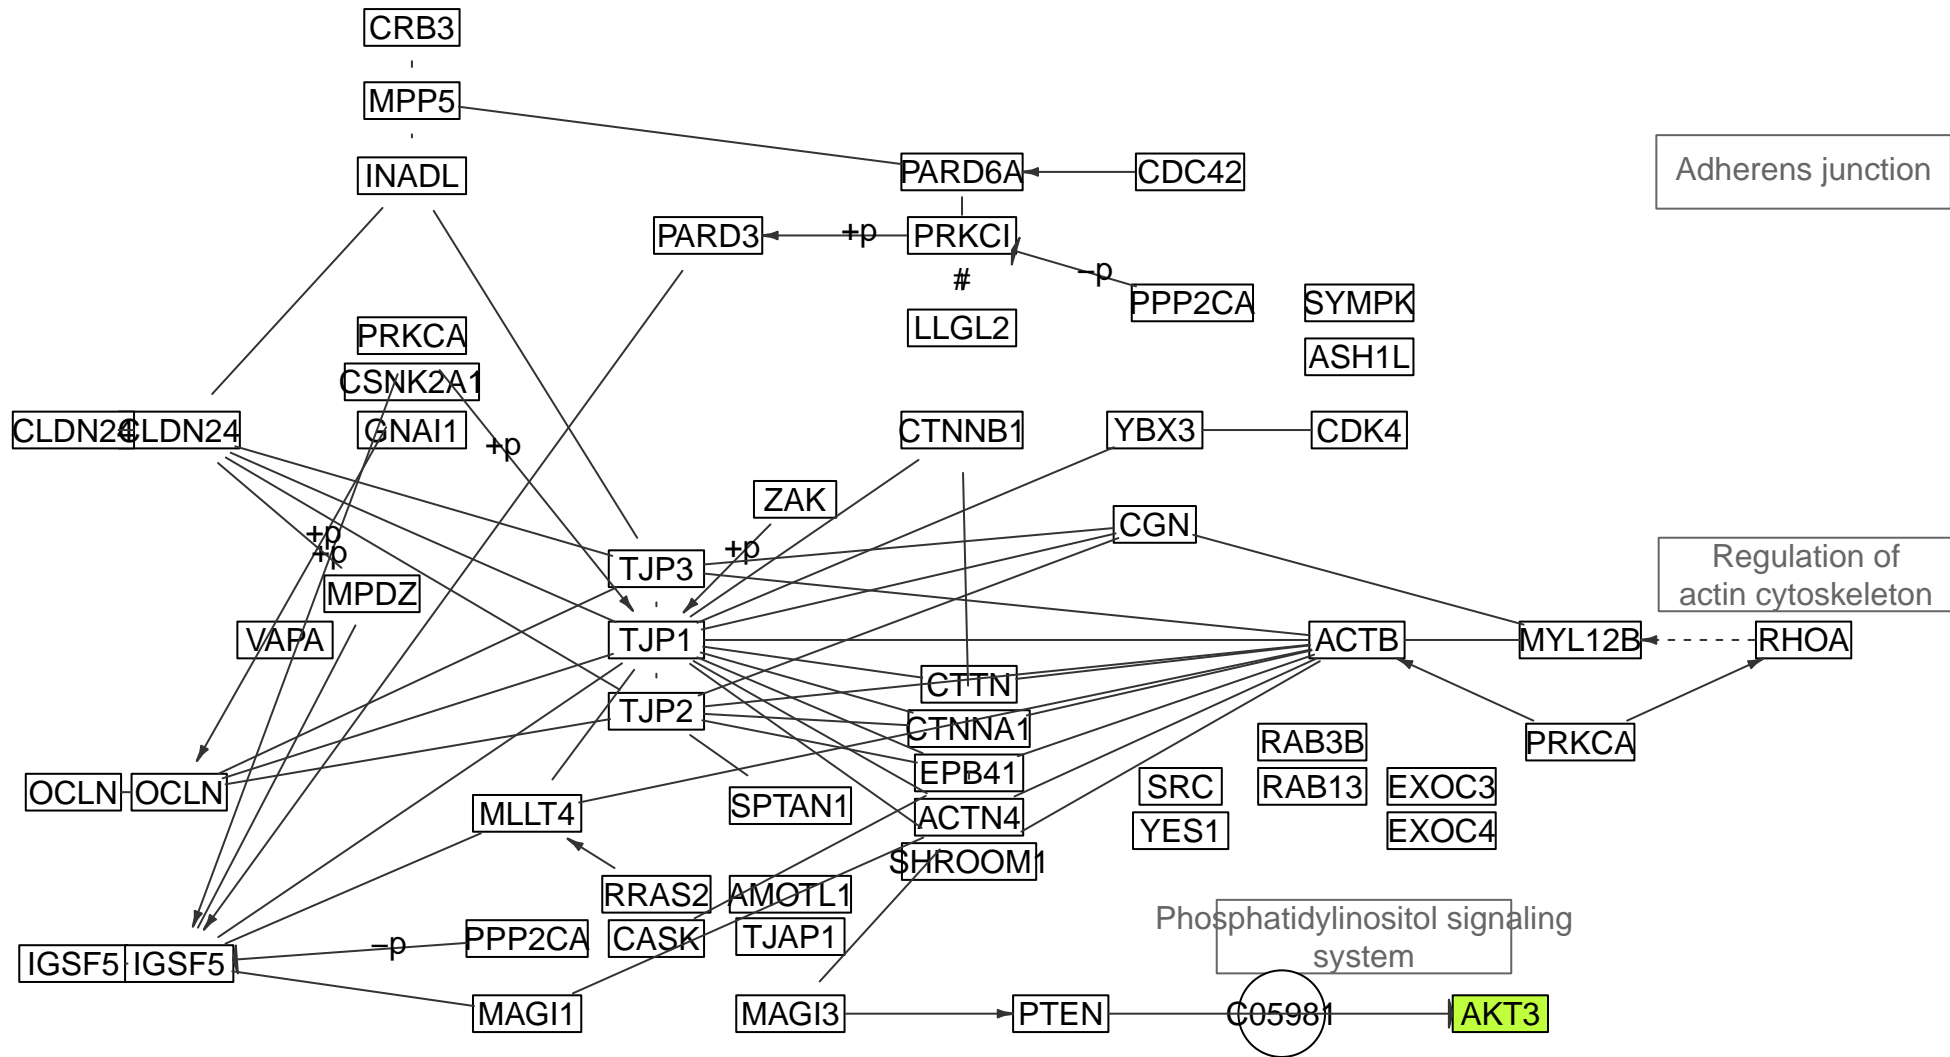 CRB3
MPP5
INADL
PARD6A
CDC42
Adherens junction
PARD3
+p
PRKCI
#
–p
PPP2CA
SYMPK
LLGL2
PRKCA
ASH1L
CSNK2A1
CLDN24
CLDN24
GNAI1
+p
CTNNB1
YBX3
CDK4
ZAK
CGN
+p
+p
+p
TJP3
Regulation of
actin cytoskeleton
MPDZ
VAPA
TJP1
ACTB
MYL12B
RHOA
CTTN
TJP2
CTNNA1
RAB3B
PRKCA
EPB41
OCLN
OCLN
SRC
RAB13
EXOC3
SPTAN1
MLLT4
ACTN4
YES1
EXOC4
SHROOM1
RRAS2
AMOTL1
Phosphatidylinositol signaling
system
PPP2CA
CASK
TJAP1
–p
IGSF5
IGSF5
MAGI1
MAGI3
PTEN
C05981
AKT3